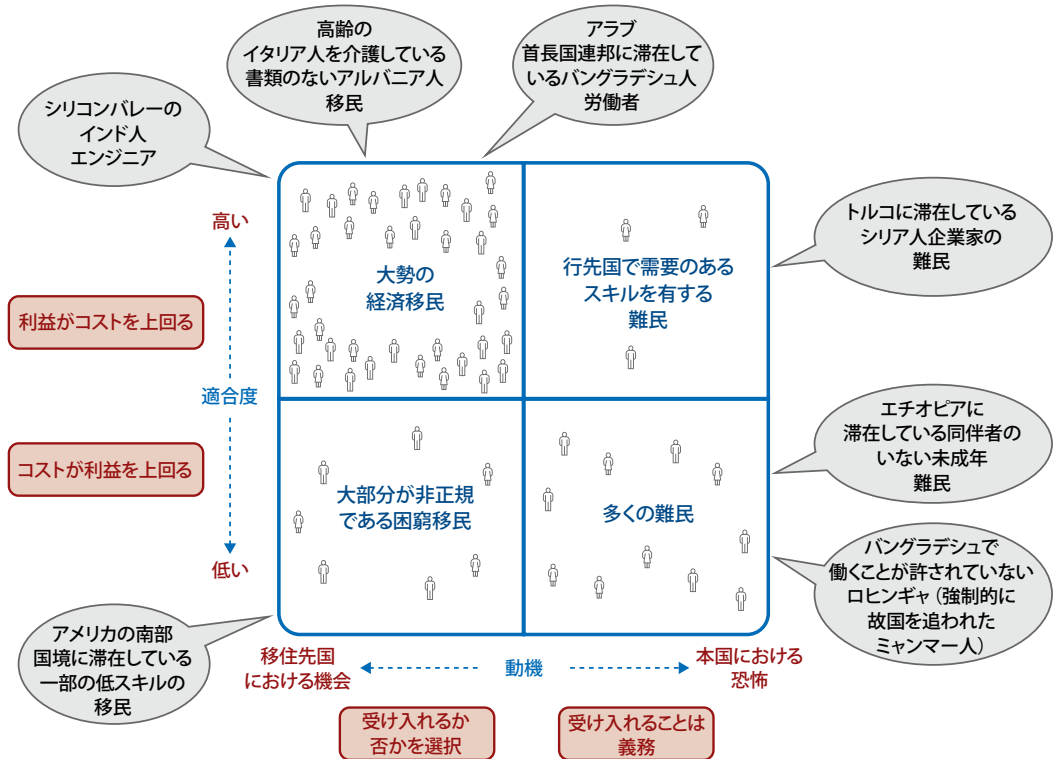 高齢の
イタリア人を介護している
書類のないアルバニア人
移民
アラブ
首長国連邦に滞在して
いるバングラデシュ人
労働者
シリコンバレーの
インド人
エンジニア
トルコに滞在している
シリア人企業家の
難民
高い
大勢の
経済移民
行先国で需要のある
スキルを有する
難民
利益がコストを上回る
適合度
エチオピアに
滞在している同伴者の
いない未成年
難民
コストが利益を上回る
大部分が非正規
である困窮移民
多くの難民
低い
バングラデシュで
働くことが許されていない
ロヒンギャ（強制的に
故国を追われた
ミャンマー人）
アメリカの南部
国境に滞在している
一部の低スキルの
移民
移住先国
における機会
動機
本国における
恐怖
受け入れるか
否かを選択
受け入れることは
義務